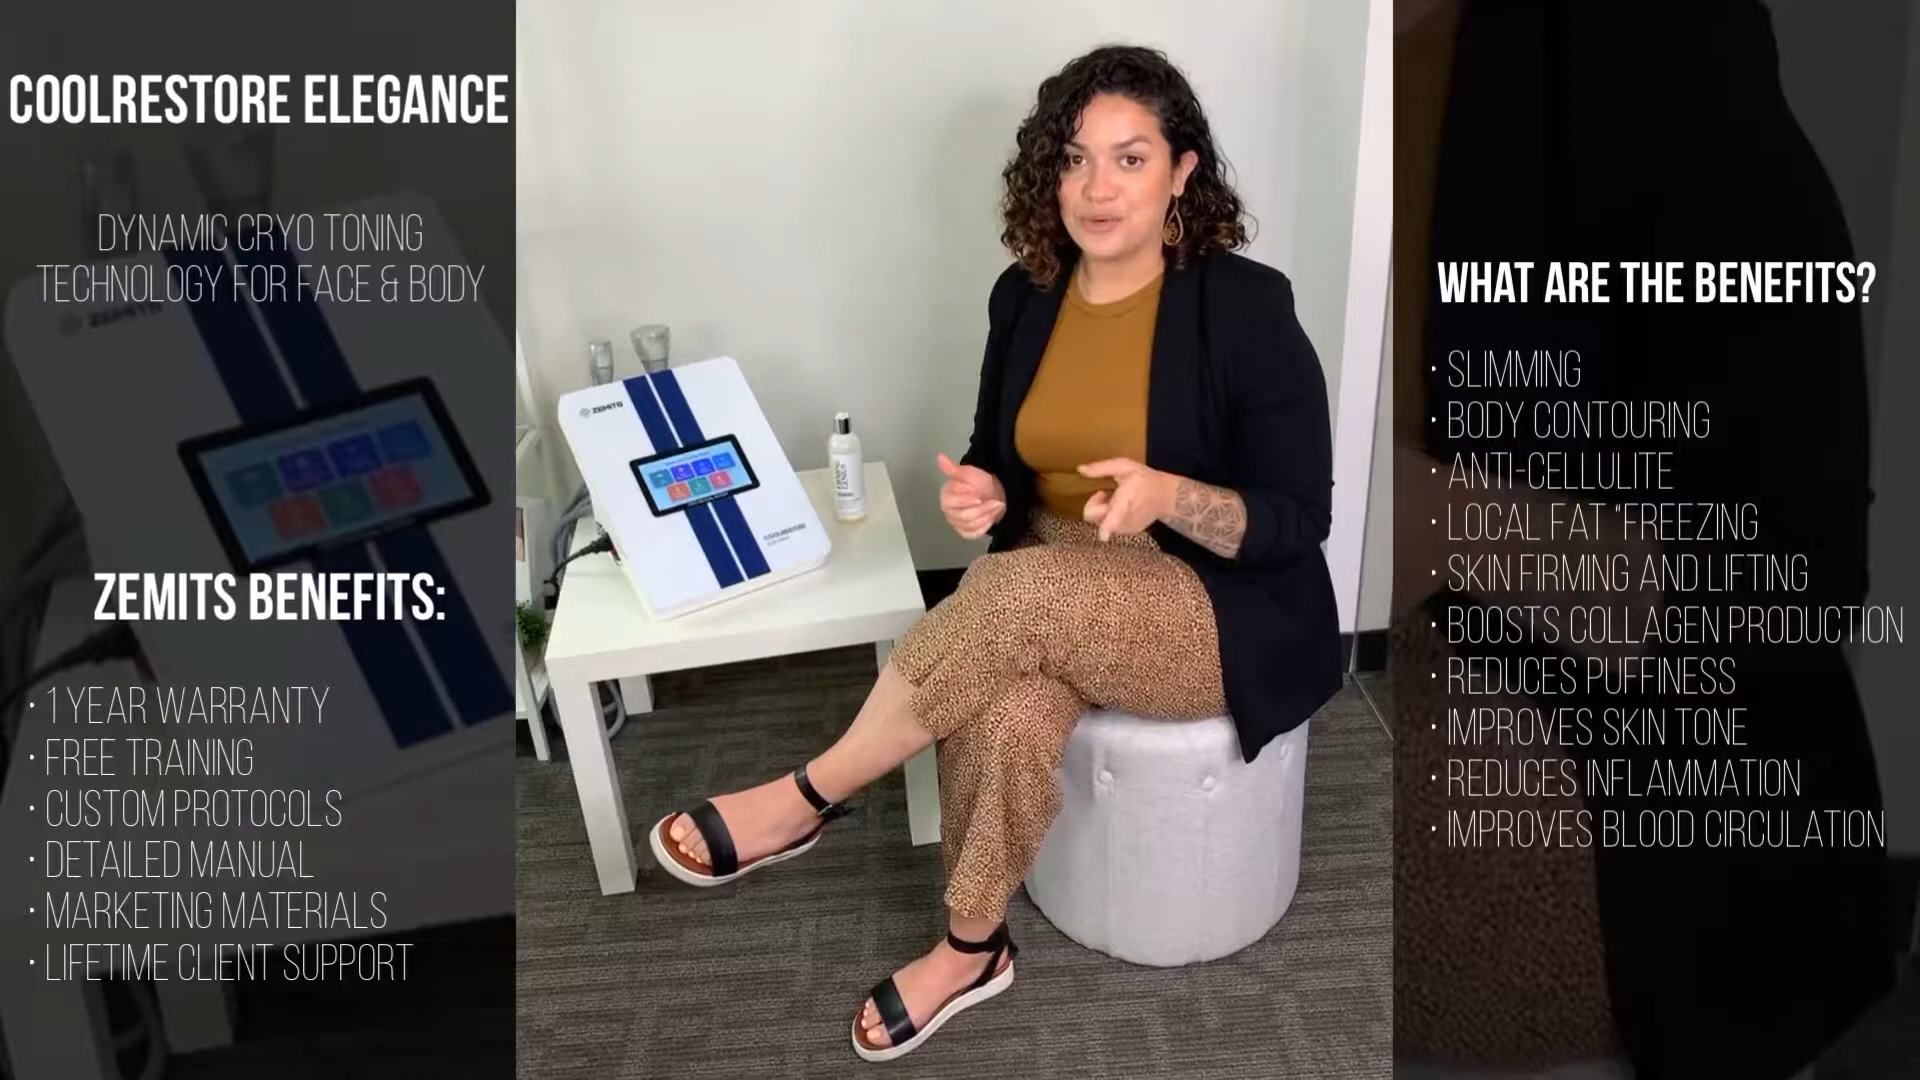 COOLRESTORE ELEGANCE
DYNAMIC CRYO TONING
TECHNOLOGY FOR FACE & BODY
ZEMITS BENEFITS:
· 1 YEAR WARRANTY
· FREE TRAINING
· CUSTOM PROTOCOLS
· DETAILED MANUAL
· MARKETING MATERIALS
· LIFETIME CLIENT SUPPORT
ZEMITS
COOLRESTORE
WHAT ARE THE BENEFITS?
· SLIMMING
· BODY CONTOURING
· ANTI-CELLULITE
· LOCAL FAT “FREEZING
· SKIN FIRMING AND LIFTING
· BOOSTS COLLAGEN PRODUCTION
· REDUCES PUFFINESS
· IMPROVES SKIN TONE
· REDUCES INFLAMMATION
· IMPROVES BLOOD CIRCULATION